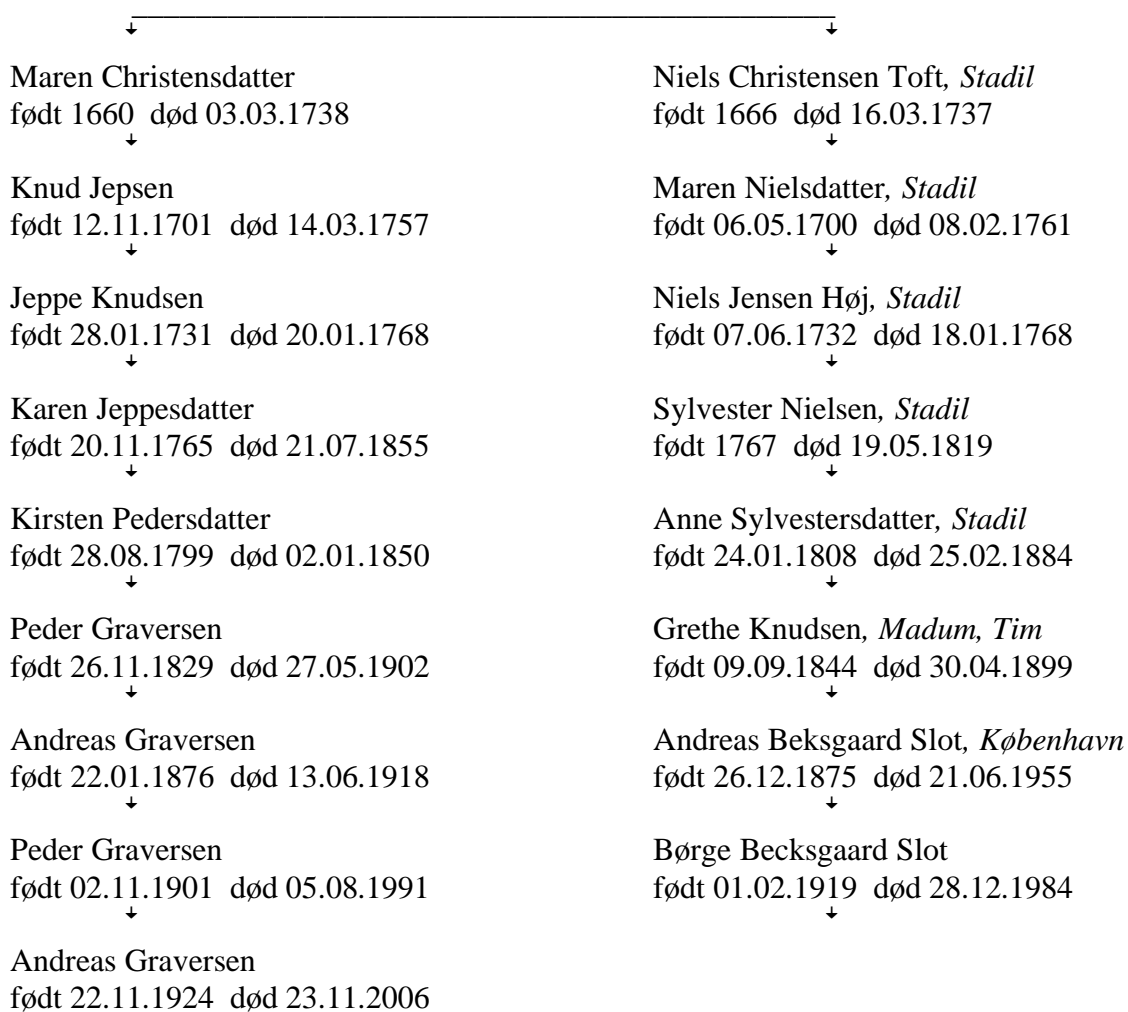 Maren Christensdatter
født 1660 død 03.03.1738
Knud Jepsen
født 12.11.1701 død 14.03.1757
Jeppe Knudsen
født 28.01.1731 død 20.01.1768
Karen Jeppesdatter
født 20.11.1765 død 21.07.1855
Kirsten Pedersdatter
født 28.08.1799 død 02.01.1850
Peder Graversen
født 26.11.1829 død 27.05.1902
Andreas Graversen
født 22.01.1876 død 13.06.1918
Peder Graversen
født 02.11.1901 død 05.08.1991
Andreas Graversen
født 22.11.1924 død 23.11.2006
Niels Christensen Toft, Stadil
født 1666 død 16.03.1737
Maren Nielsdatter, Stadil
født 06.05.1700 død 08.02.1761
Niels Jensen Høj, Stadil
født 07.06.1732 død 18.01.1768
Sylvester Nielsen, Stadil
født 1767 død 19.05.1819
Anne Sylvestersdatter, Stadil
født 24.01.1808 død 25.02.1884
Grethe Knudsen, Madum, Tim
født 09.09.1844 død 30.04.1899
Andreas Beksgaard Slot, København
født 26.12.1875 død 21.06.1955
Børge Becksgaard Slot
født 01.02.1919 død 28.12.1984